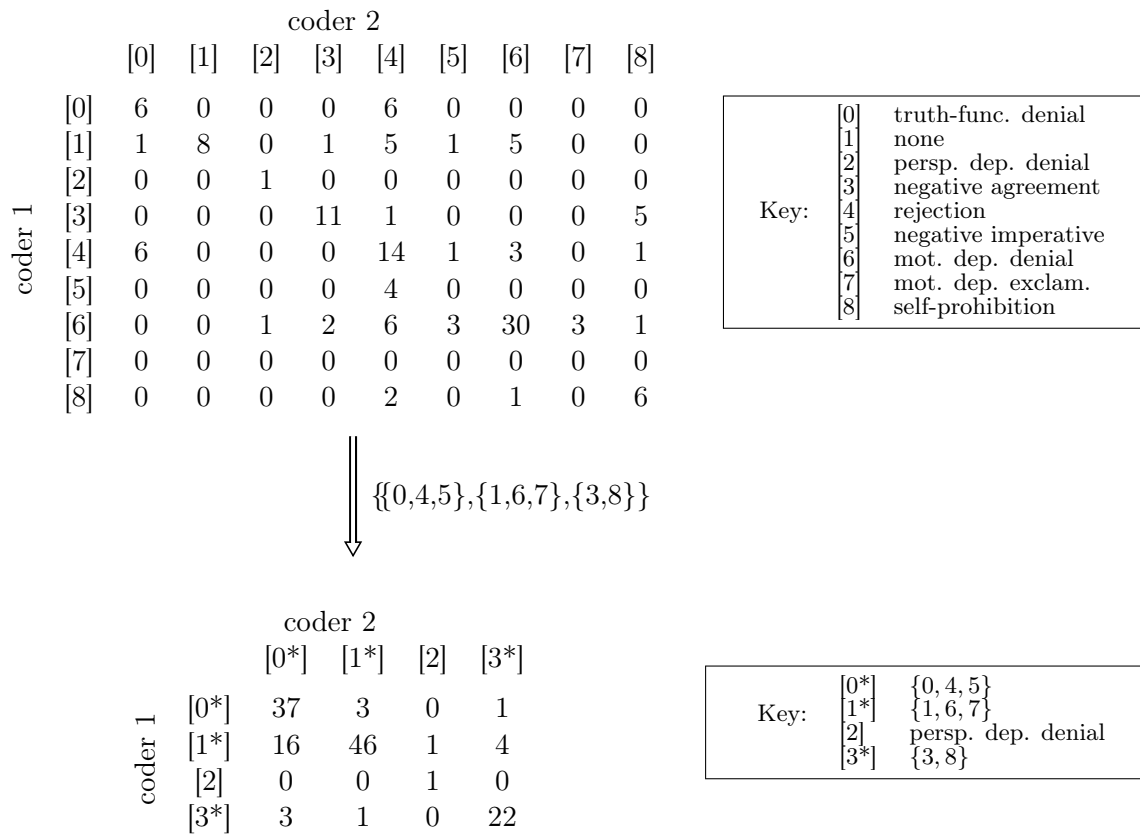 coder 2
[0] [1] [2] [3] [4] [5] [6] [7] [8]
coder 1
[0] 6 0 0 0 6 0 0 0 0
[1] 1 8 0 1 5 1 5 0 0
[2] 0 0 1 0 0 0 0 0 0
[3] 0 0 0 11 1 0 0 0 5
[4] 6 0 0 0 14 1 3 0 1
[5] 0 0 0 0 4 0 0 0 0
[6] 0 0 1 2 6 3 30 3 1
[7] 0 0 0 0 0 0 0 0 0
[8] 0 0 0 0 2 0 1 0 6
Key:
[0] truth-func. denial
[1] none
[2] persp. dep. denial
[3] negative agreement
[4] rejection
[5] negative imperative
[6] mot. dep. denial
[7] mot. dep. exclam.
[8] self-prohibition
{{0,4,5},{1,6,7},{3,8}}
coder 2
[0*] [1*] [2] [3*]
coder 1
[0*] 37 3 0 1
[1*] 16 46 1 4
[2] 0 0 1 0
[3*] 3 1 0 22
Key:
[0*] {0, 4, 5}
[1*] {1, 6, 7}
[2] persp. dep. denial
[3*] {3, 8}